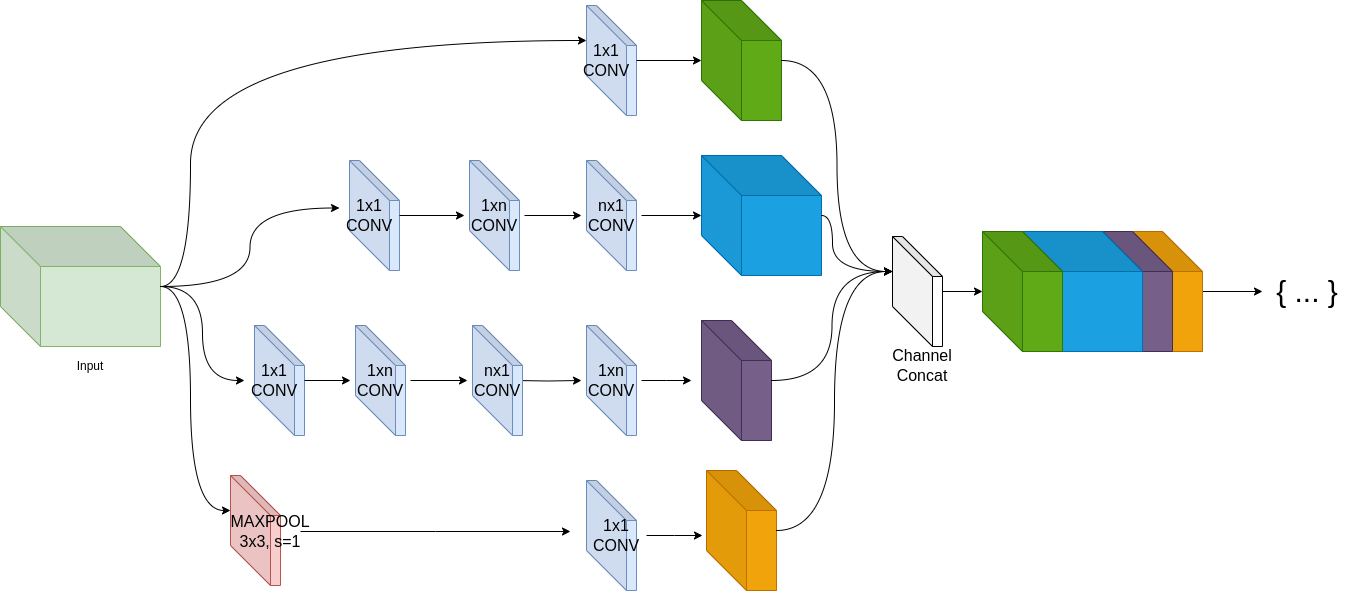 1x1
CONV
1x1
CONV
1xn
CONV
nx1
CONV
Input
1x1
CONV
1xn
CONV
nx1
CONV
1xn
CONV
MAXPOOL
3x3, s=1
1x1
CONV
Channel
Concat
{ ... }